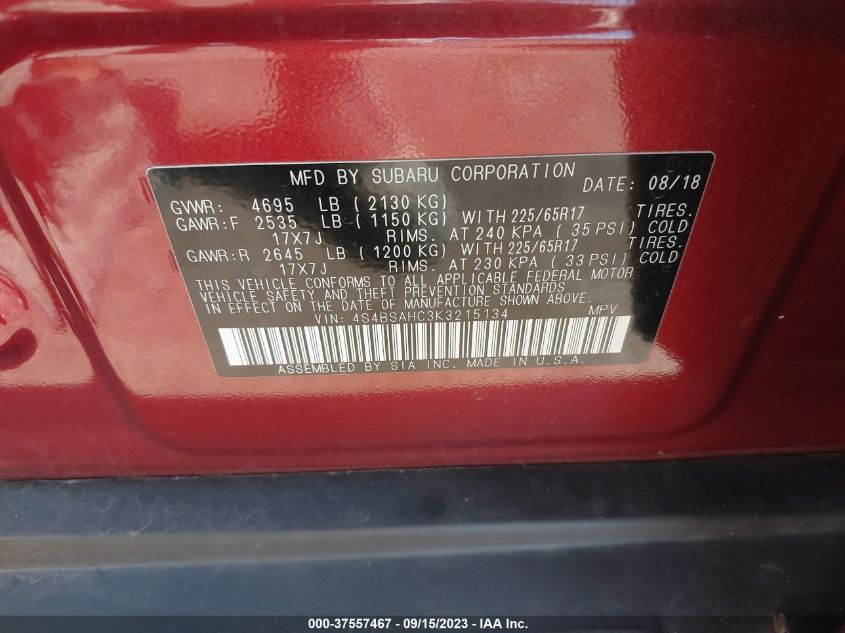 MFD BY SUBARU CORPORATION DATE: 08/18
GVWR: 4695 LB ( 2130 KG)
GAWR:F 2535 LB ( 1150 KG) WITH 225/65R17 TIRES.
17X7J RIMS. AT 240 KPA ( 35 PSI) COLD
GAWR:R 2645 LB ( 1200 KG) WITH 225/65R17 TIRES.
17X7J RIMS. AT 230 KPA ( 33 PSI) COLD
THIS VEHICLE CONFORMS TO ALL APPLICABLE FEDERAL MOTOR
VEHICLE SAFETY AND THEFT PREVENTION STANDARDS
IN EFFECT ON THE DATE OF MANUFACTURE SHOWN ABOVE.
VIN: 4S4BSAHC3K3215134 MPV
ASSEMBLED BY SIA INC. MADE IN U.S.A.
000-37557467 - 09/15/2023 - IAA Inc.